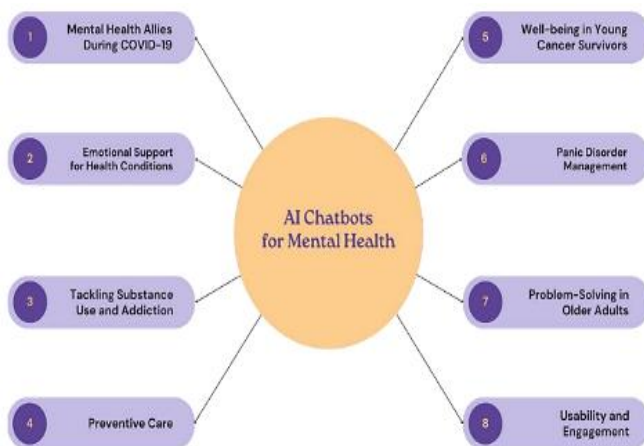 1
Mental Health Allies
During COVID-19
2
Emotional Support
for Health Conditions
3
Tackling Substance
Use and Addiction
4
Preventive Care
AI Chatbots
for Mental Health
5
Well-being in Young
Cancer Survivors
6
Panic Disorder
Management
7
Problem-Solving in
Older Adults
8
Usability and
Engagement